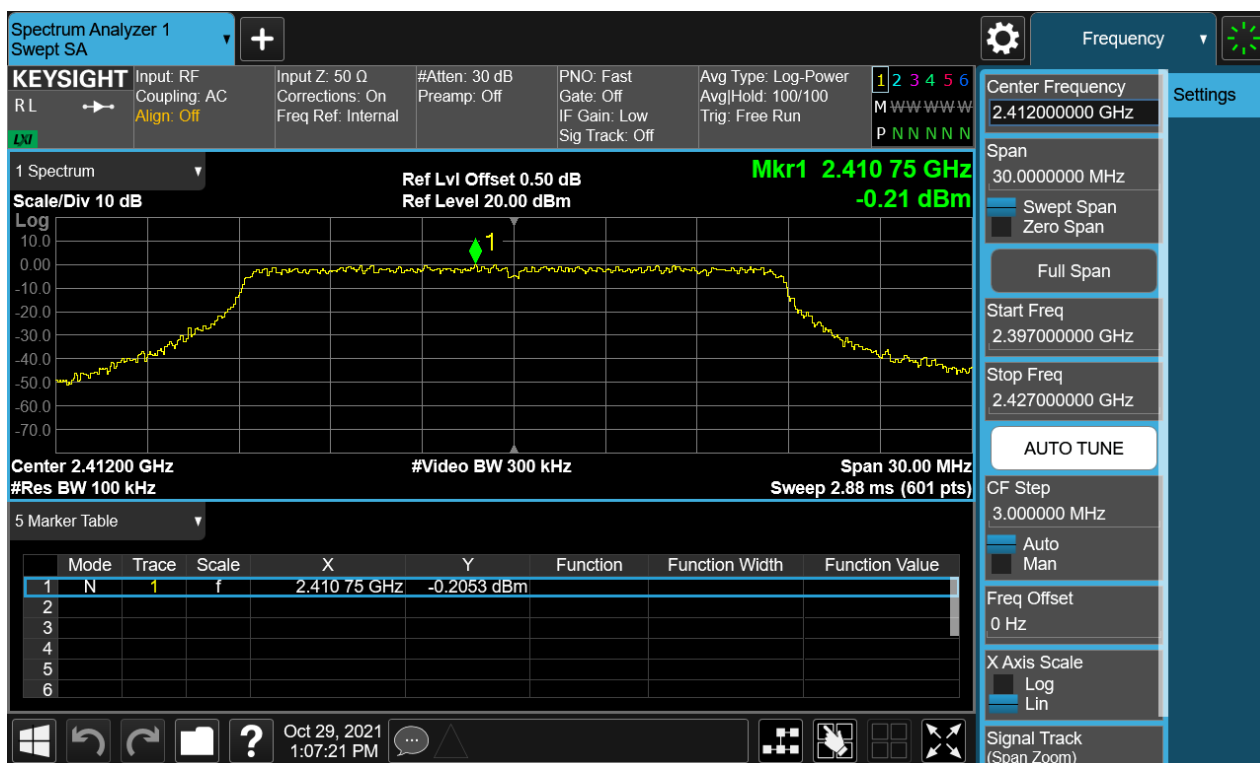 Spectrum Analyzer 1
Swept SA
+
Frequency
KEYSIGHT
R L
LXI
Input: RF
Coupling: AC
Align: Off
Input Z: 50 Ω
Corrections: On
Freq Ref: Internal
#Atten: 30 dB
Preamp: Off
PNO: Fast
Gate: Off
IF Gain: Low
Sig Track: Off
Avg Type: Log-Power
Avg|Hold: 100/100
Trig: Free Run
1 2 3 4 5 6
M W W W W W W
P N N N N N N
1 Spectrum
Scale/Div 10 dB
Ref Lvl Offset 0.50 dB
Ref Level 20.00 dBm
Mkr1 2.410 75 GHz
-0.21 dBm
Log
10.0
0.00
-10.0
-20.0
-30.0
-40.0
-50.0
-60.0
-70.0
1
Center 2.41200 GHz
#Res BW 100 kHz
#Video BW 300 kHz
Span 30.00 MHz
Sweep 2.88 ms (601 pts)
5 Marker Table
Mode Trace Scale X Y Function Function Width Function Value
1 N 1 f 2.410 75 GHz -0.2053 dBm
2
3
4
5
6
?
Oct 29, 2021
1:07:21 PM
Center Frequency
2.412000000 GHz
Settings
Span
30.0000000 MHz
Swept Span
Zero Span
Full Span
Start Freq
2.397000000 GHz
Stop Freq
2.427000000 GHz
AUTO TUNE
CF Step
3.000000 MHz
Auto
Man
Freq Offset
0 Hz
X Axis Scale
Log
Lin
Signal Track
(Span Zoom)